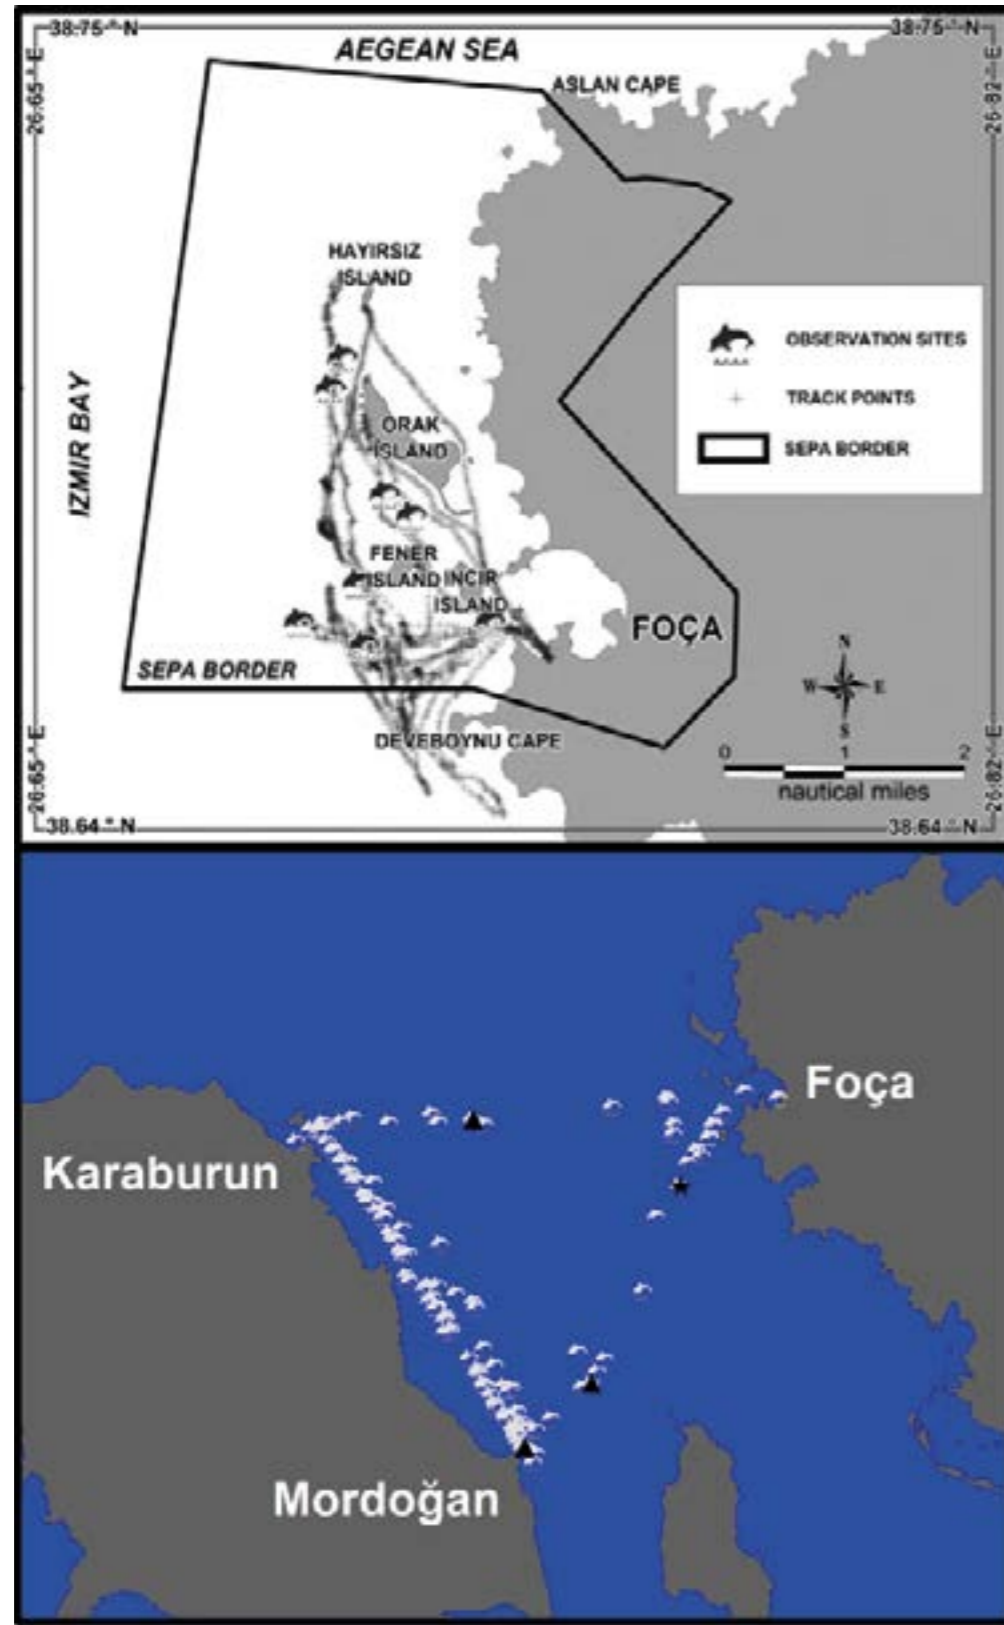 38.75 ° N
38.75 ° N
AEGEAN SEA
26.65 ° E
26.82 ° E
ASLAN CAPE
HAYIRSIZ
ISLAND
OBSERVATION SITES
IZMIR BAY
TRACK POINTS
ORAK
ISLAND
SEPA BORDER
FENER
ISLAND
INCIR
ISLAND
FOÇA
SEPA BORDER
N
W
E
S
DEVEBOYNU CAPE
0
1
2
nautical miles
26.65 ° E
26.82 ° E
38.64 ° N
38.64 ° N
Foça
Karaburun
Mordoğan